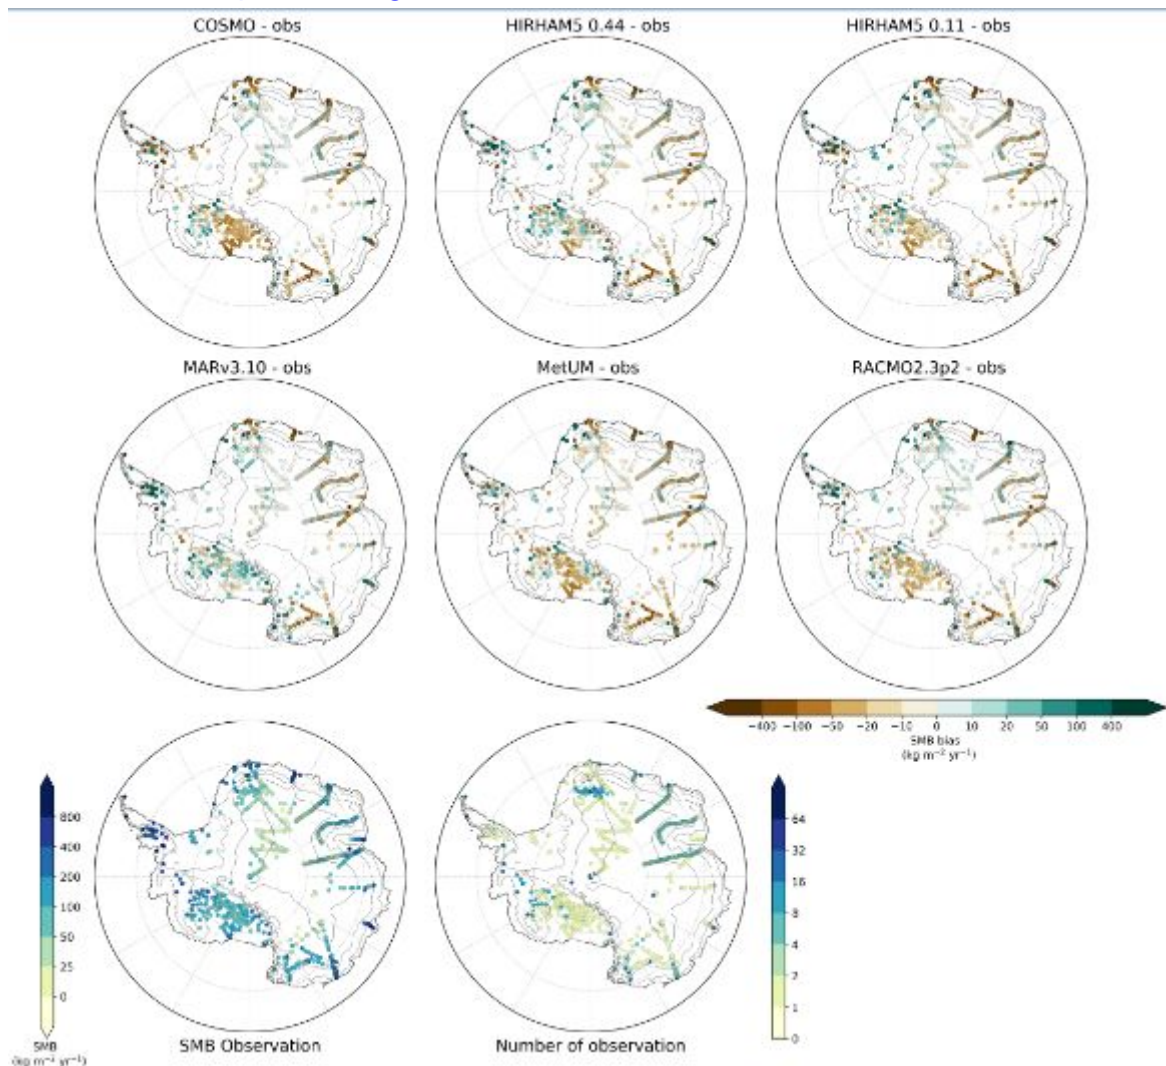 COSMO - obs
HIRHAM5 0.44 - obs
HIRHAM5 0.11 - obs
MARv3.10 - obs
MetUM - obs
RACMO2.3p2 - obs
−400 −100 −50 −20 −10 0 10 20 50 100 400
SMB bias
(kg m⁻² yr⁻¹)
800
400
200
100
50
25
0
SMB
(kg m⁻² yr⁻¹)
64
32
16
8
4
2
1
0
SMB Observation
Number of observation